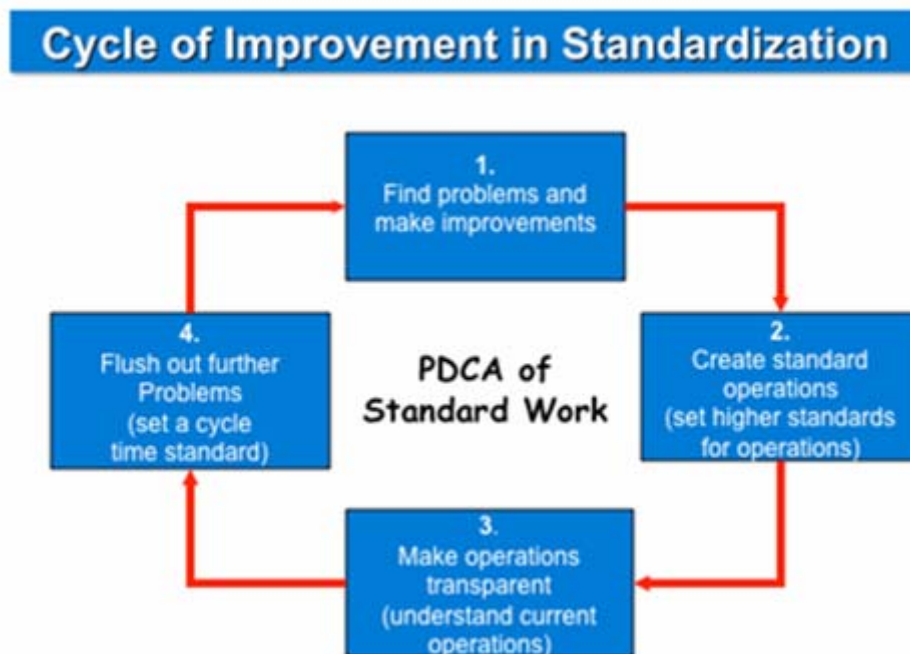 Cycle of Improvement in Standardization
1.
Find problems and
make improvements
2.
Create standard
operations
(set higher standards
for operations)
3.
Make operations
transparent
(understand current
operations)
4.
Flush out further
Problems
(set a cycle
time standard)
PDCA of
Standard Work